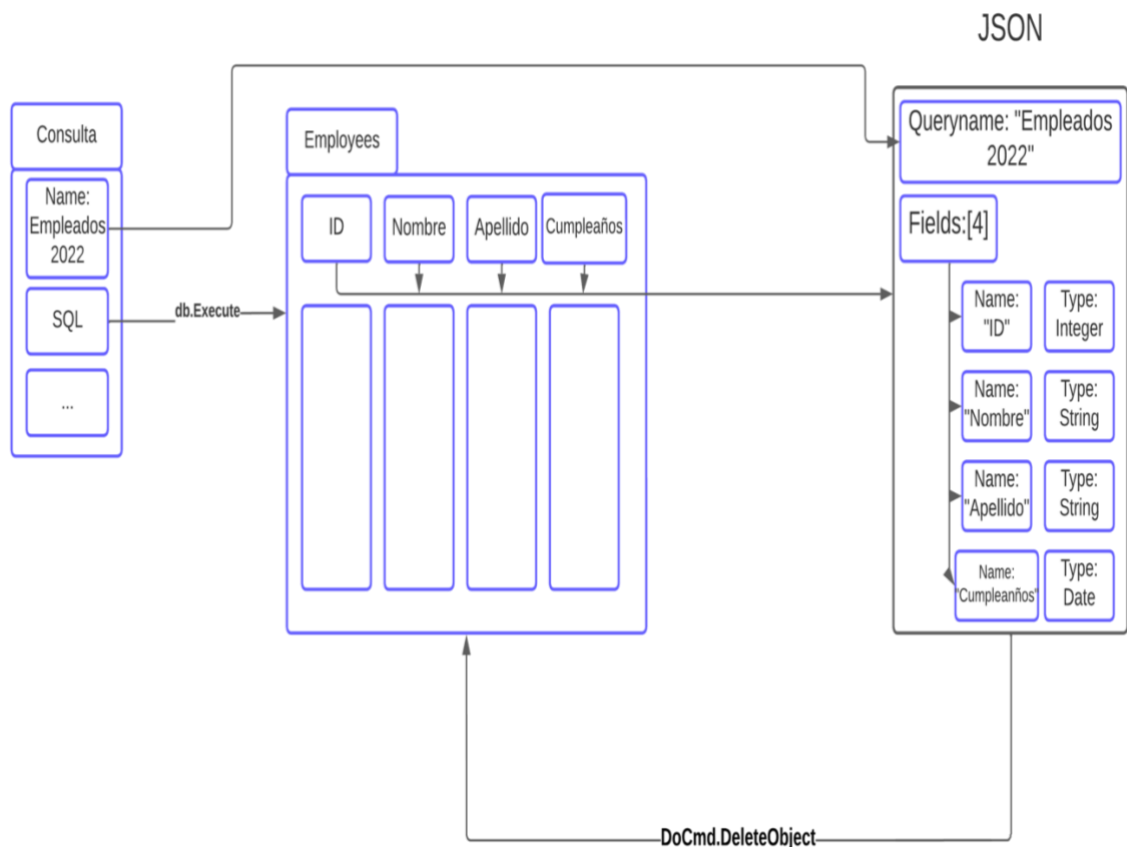 JSON
Consulta
Name:
Empleados
2022
SQL
...
db.Execute
Employees
ID
Nombre
Apellido
Cumpleaños
Queryname: "Empleados
2022"
Fields:[4]
Name:
"ID"
Type:
Integer
Name:
"Nombre"
Type:
String
Name:
"Apellido"
Type:
String
Name:
"Cumpleanños"
Type:
Date
DoCmd.DeleteObject